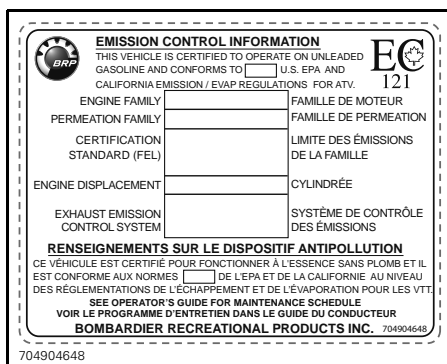 BRP
EMISSION CONTROL INFORMATION
THIS VEHICLE IS CERTIFIED TO OPERATE ON UNLEADED
GASOLINE AND CONFORMS TO U.S. EPA AND
CALIFORNIA EMISSION / EVAP REGULATIONS FOR ATV.
EC
121
ENGINE FAMILY FAMILLE DE MOTEUR
PERMEATION FAMILY FAMILLE DE PERMEATION
CERTIFICATION LIMITE DES ÉMISSIONS
STANDARD (FEL) DE LA FAMILLE
ENGINE DISPLACEMENT CYLINDRÉE
EXHAUST EMISSION SYSTÈME DE CONTRÔLE
CONTROL SYSTEM DES ÉMISSIONS
RENSEIGNEMENTS SUR LE DISPOSITIF ANTIPOLLUTION
CE VÉHICULE EST CERTIFIÉ POUR FONCTIONNER À L'ESSENCE SANS PLOMB ET IL
EST CONFORME AUX NORMES DE L'EPA ET DE LA CALIFORNIE AU NIVEAU
DES RÉGLEMENTATIONS DE L'ÉCHAPPEMENT ET DE L'ÉVAPORATION POUR LES VTT.
SEE OPERATOR'S GUIDE FOR MAINTENANCE SCHEDULE
VOIR LE PROGRAMME D'ENTRETIEN DANS LE GUIDE DU CONDUCTEUR
BOMBARDIER RECREATIONAL PRODUCTS INC. 704904648
704904648